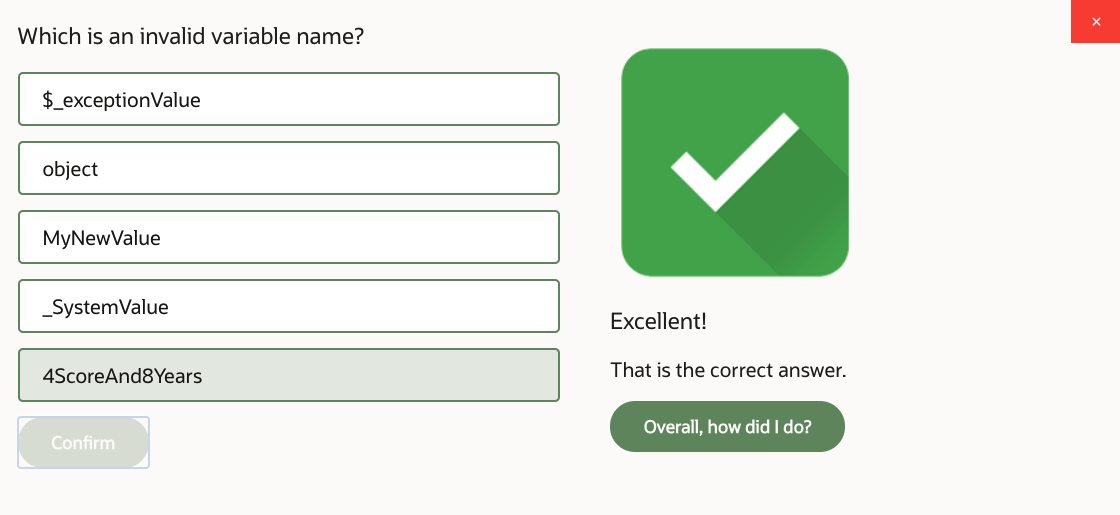 Which is an invalid variable name?
$_exceptionValue
object
MyNewValue
_SystemValue
4ScoreAnd8Years
Confirm
×
Excellent!
That is the correct answer.
Overall, how did I do?